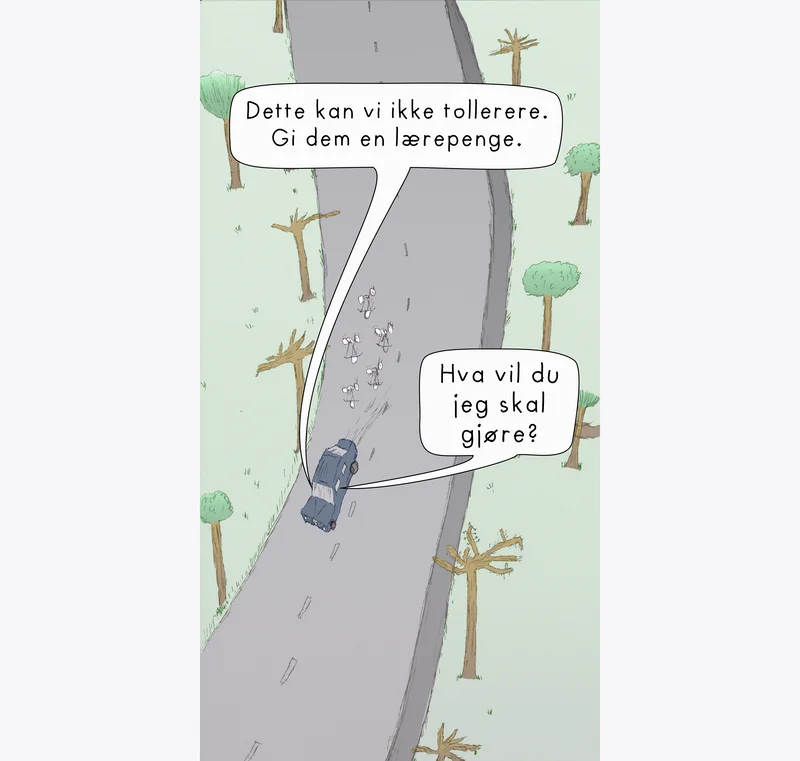 Dette kan vi ikke tollerere.
Gi dem en lærepenge.
Hva vil du
jeg skal
gjøre?